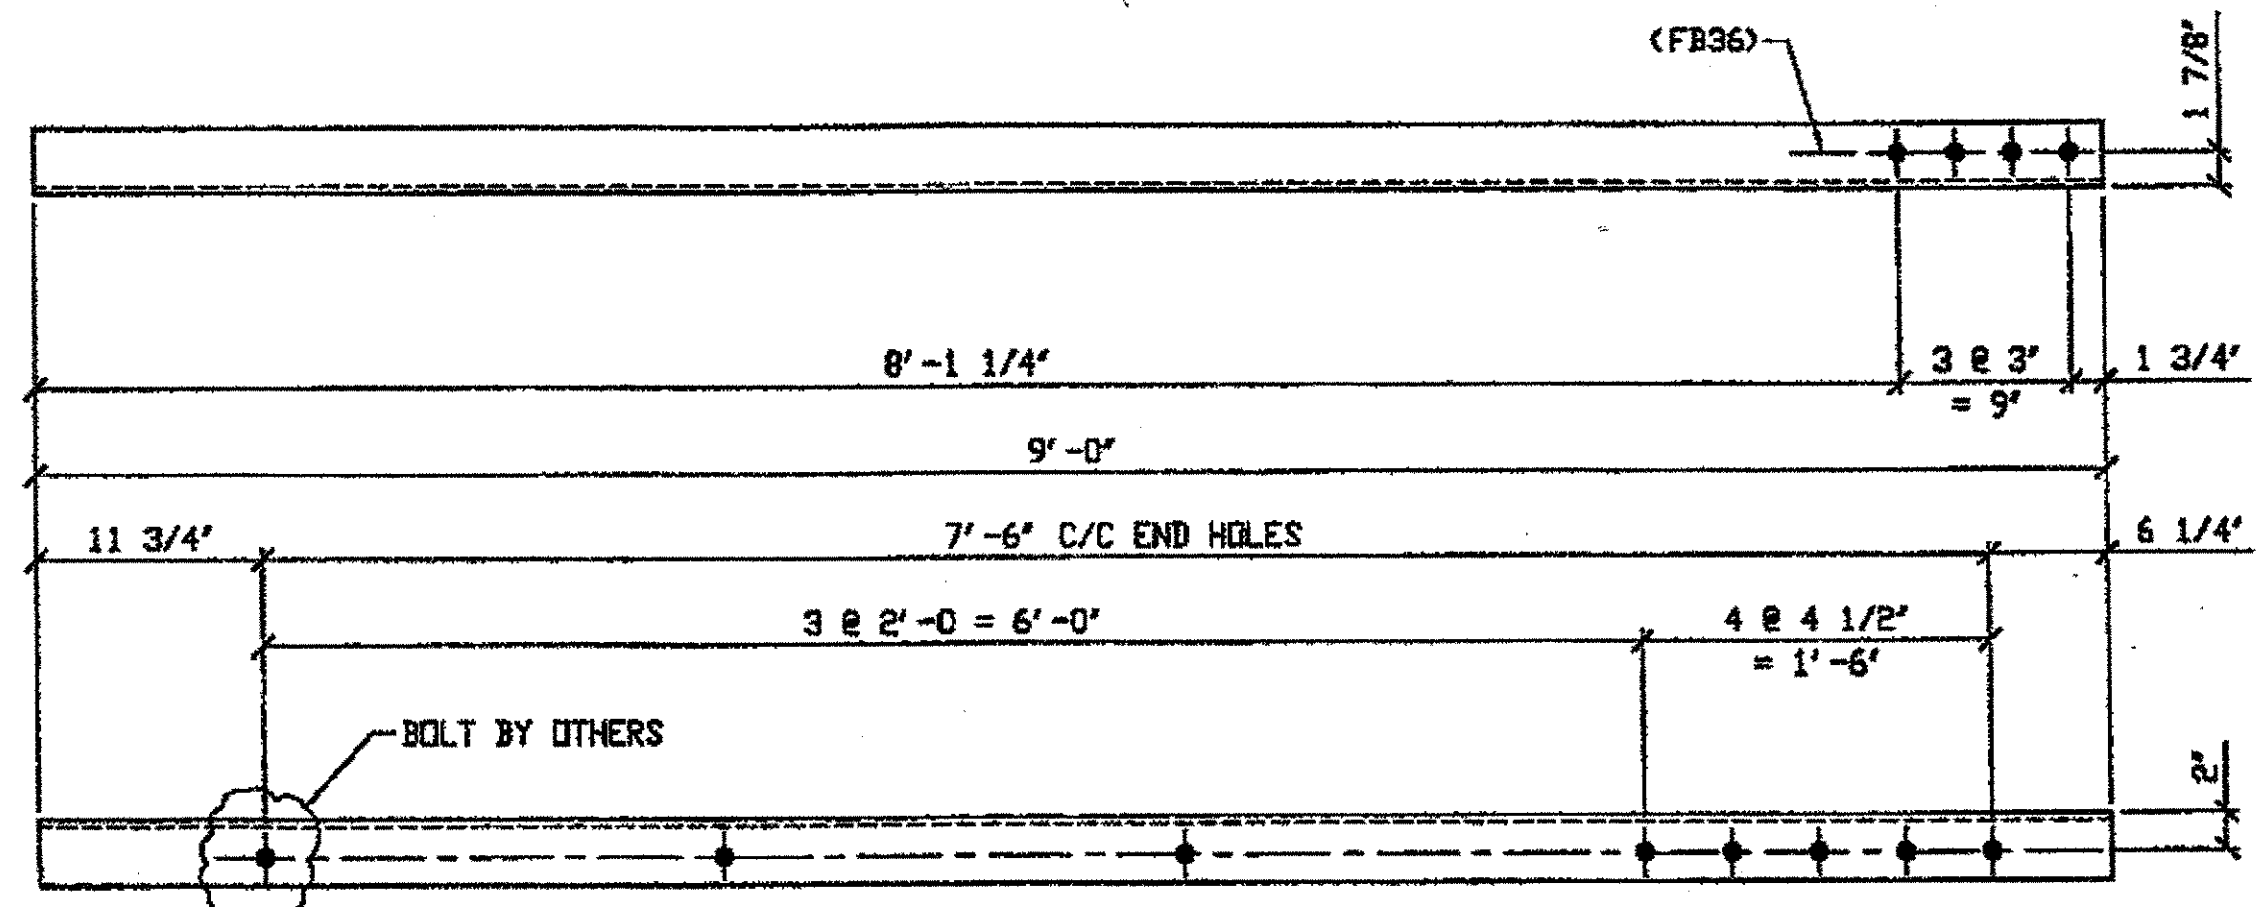 (FB36)
1 7/8"
8'-1 1/4"
3 @ 3"
= 9"
1 3/4"
9'-0"
11 3/4"
7'-6" C/C END HOLES
6 1/4"
3 @ 2'-0 = 6'-0"
4 @ 4 1/2"
= 1'-6"
BOLT BY OTHERS
2"